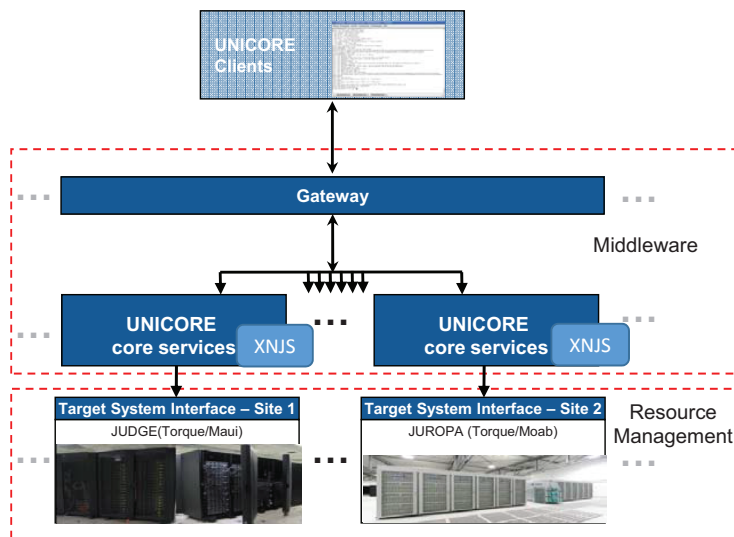 UNICORE
Clients
Gateway
Middleware
UNICORE
core services
XNJS
UNICORE
core services
XNJS
Target System Interface – Site 1
JUDGE(Torque/Maui)
Target System Interface – Site 2
JUROPA (Torque/Moab)
Resource
Management